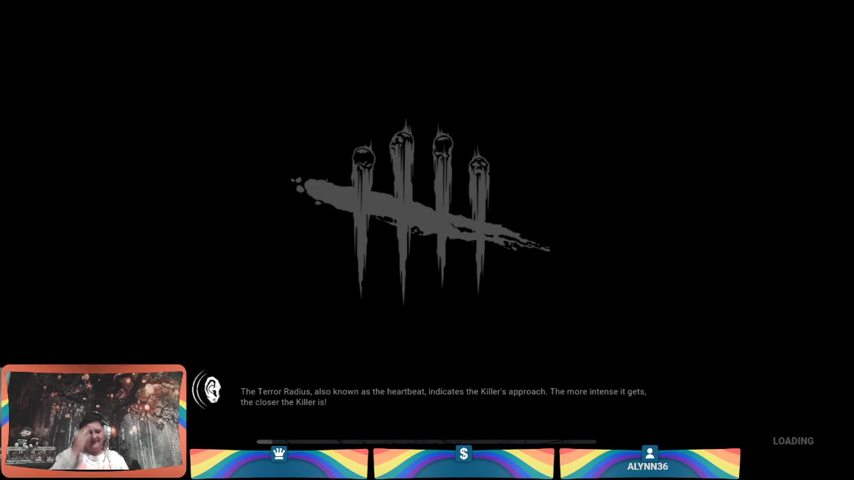 The Terror Radius, also known as the heartbeat, indicates the Killer's approach. The more intense it gets,
the closer the Killer is!
LOADING
$
ALYNN36